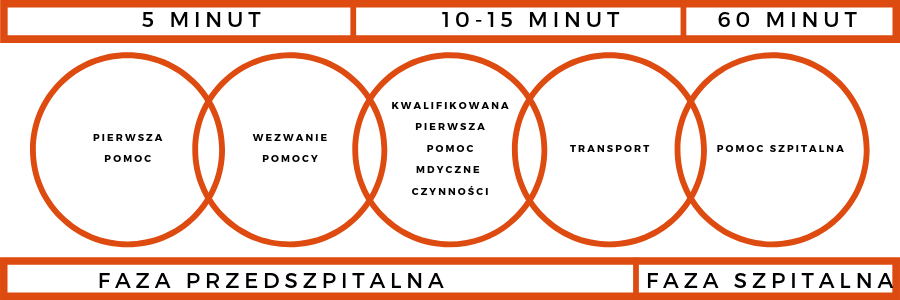 5 MINUT
10-15 MINUT
60 MINUT
PIERWSZA
POMOC
WEZWANIE
POMOCY
KWALIFIKOWANA
PIERWSZA
POMOC
MDYCZNE
CZYNNOŚCI
TRANSPORT
POMOC SZPITALNA
FAZA PRZEDSZPITALNA
FAZA SZPITALNA